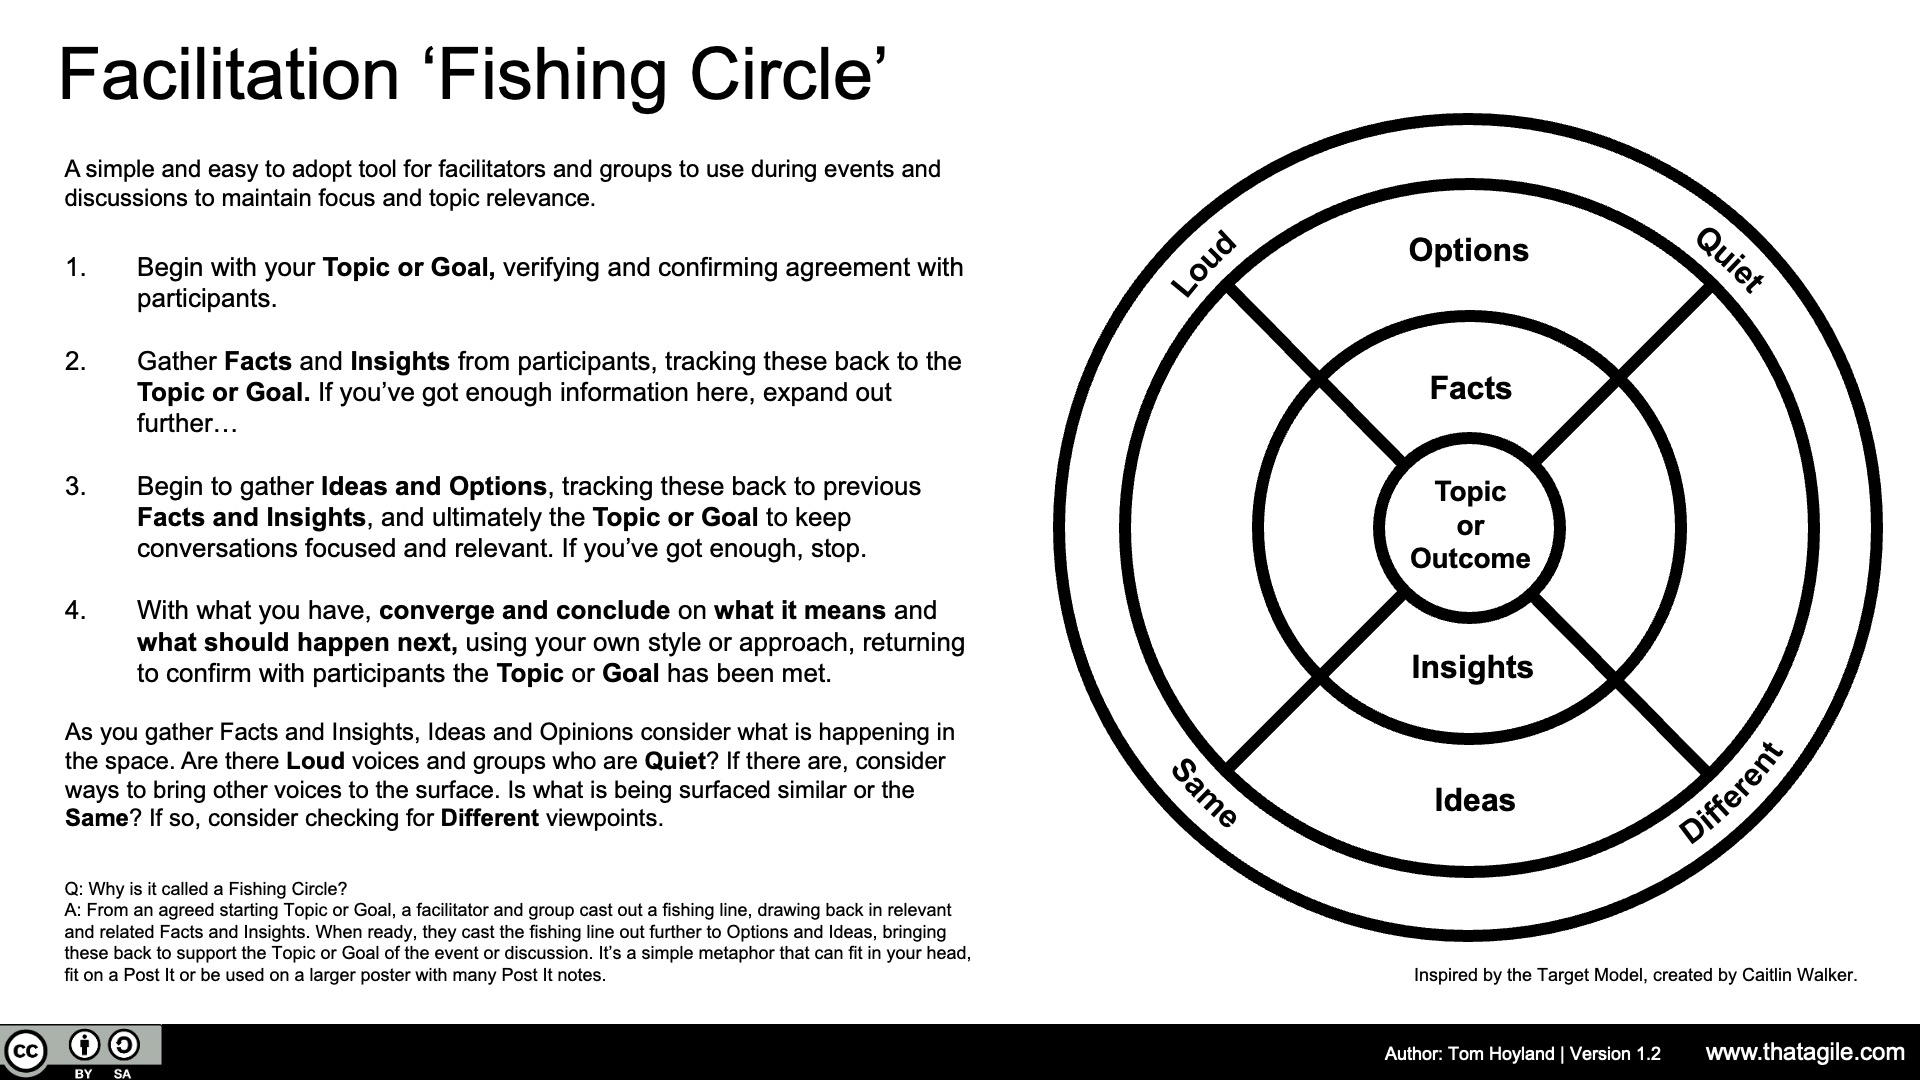 Facilitation ‘Fishing Circle’
A simple and easy to adopt tool for facilitators and groups to use during events and
discussions to maintain focus and topic relevance.
1. Begin with your Topic or Goal, verifying and confirming agreement with
participants.
2. Gather Facts and Insights from participants, tracking these back to the
Topic or Goal. If you’ve got enough information here, expand out
further…
3. Begin to gather Ideas and Options, tracking these back to previous
Facts and Insights, and ultimately the Topic or Goal to keep
conversations focused and relevant. If you’ve got enough, stop.
4. With what you have, converge and conclude on what it means and
what should happen next, using your own style or approach, returning
to confirm with participants the Topic or Goal has been met.
As you gather Facts and Insights, Ideas and Opinions consider what is happening in
the space. Are there Loud voices and groups who are Quiet? If there are, consider
ways to bring other voices to the surface. Is what is being surfaced similar or the
Same? If so, consider checking for Different viewpoints.
Q: Why is it called a Fishing Circle?
A: From an agreed starting Topic or Goal, a facilitator and group cast out a fishing line, drawing back in relevant
and related Facts and Insights. When ready, they cast the fishing line out further to Options and Ideas, bringing
these back to support the Topic or Goal of the event or discussion. It’s a simple metaphor that can fit in your head,
fit on a Post It or be used on a larger poster with many Post It notes.
Loud
Quiet
Options
Facts
Topic
or
Outcome
Insights
Ideas
Same
Different
Inspired by the Target Model, created by Caitlin Walker.
cc
BY SA
Author: Tom Hoyland | Version 1.2
www.thatagile.com